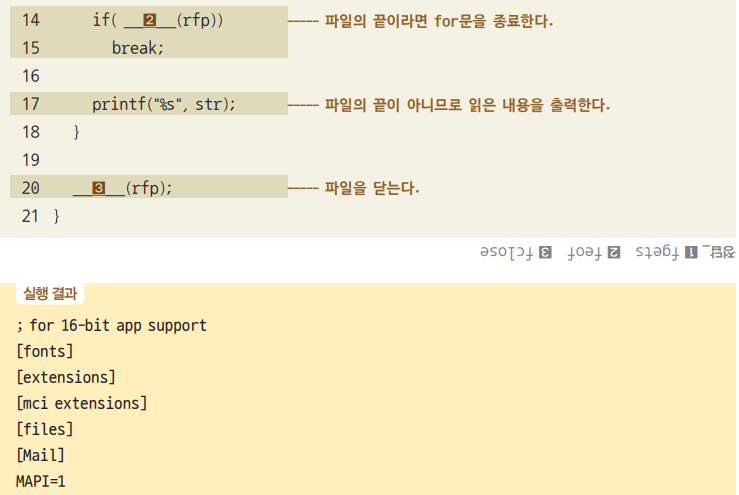 14 if( __2__(rfp)) ----- 파일의 끝이라면 for문을 종료한다.
15 break;
16
17 printf("%s", str); ----- 파일의 끝이 아니므로 읽은 내용을 출력한다.
18 }
19
20 __3__(rfp); ----- 파일을 닫는다.
21 }
정답_ 1 fgets 2 feof 3 fclose
실행 결과
; for 16-bit app support
[fonts]
[extensions]
[mci extensions]
[files]
[Mail]
MAPI=1